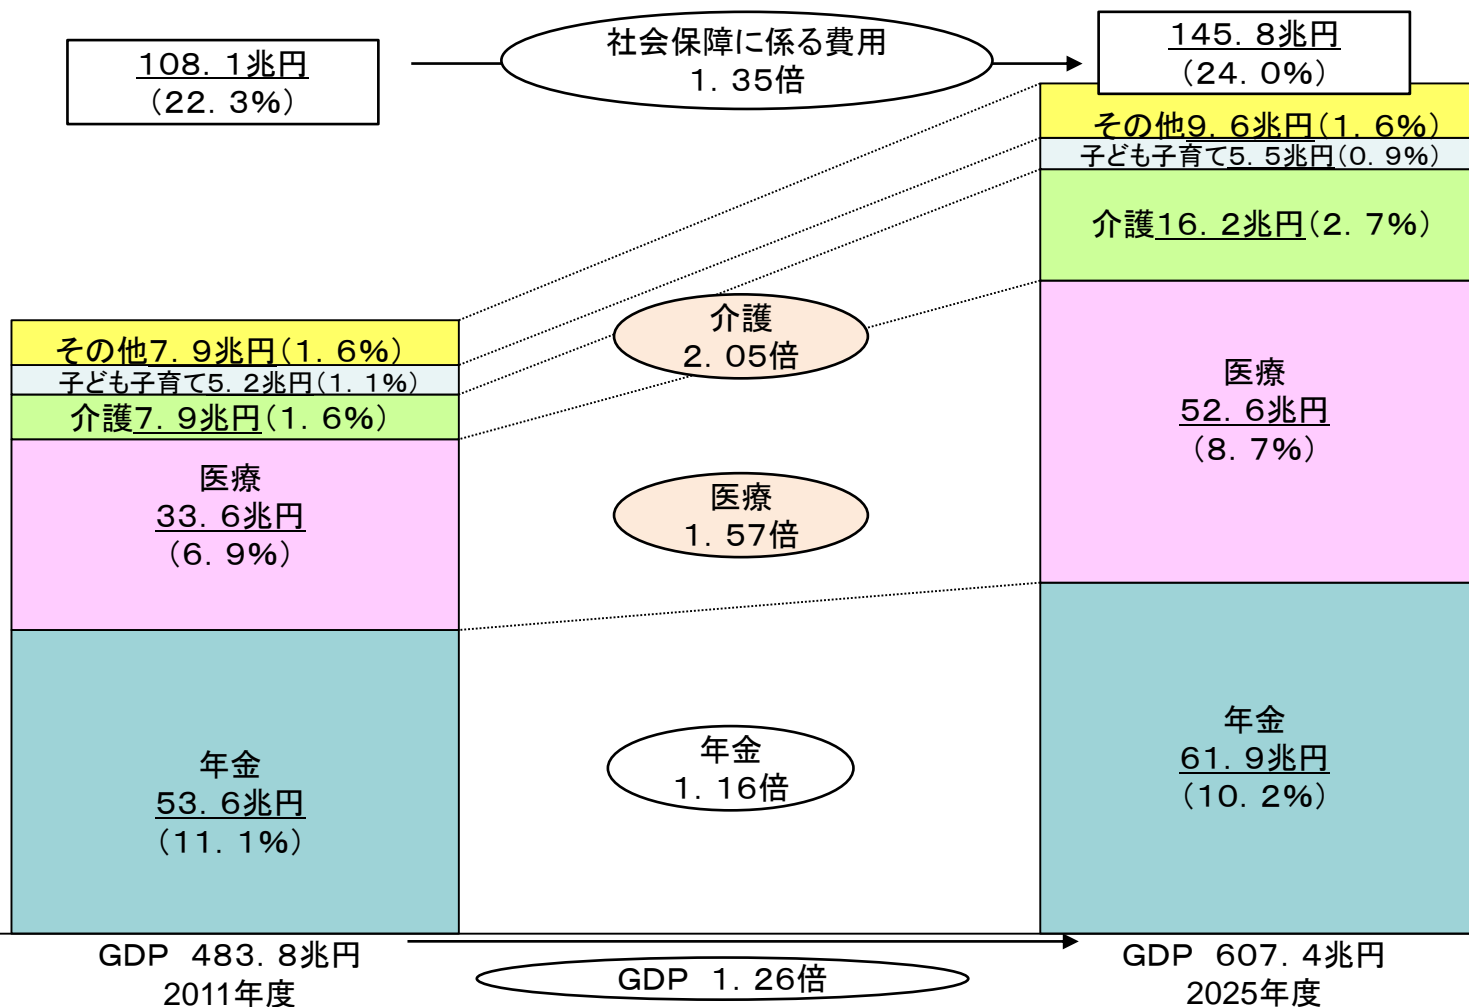 108．1兆円
（22．3％）
社会保障に係る費用
1．35倍
145．8兆円
（24．0％）
その他9．6兆円（1．6％）
子ども子育て5．5兆円（0．9％）
介護16．2兆円（2．7％）
医療
52．6兆円
（8．7％）
年金
61．9兆円
（10．2％）
その他7．9兆円（1．6％）
子ども子育て5．2兆円（1．1％）
介護7．9兆円（1．6％）
医療
33．6兆円
（6．9％）
年金
53．6兆円
（11．1％）
介護
2．05倍
医療
1．57倍
年金
1．16倍
GDP　483．8兆円
2011年度
GDP　1．26倍
GDP　607．4兆円
2025年度